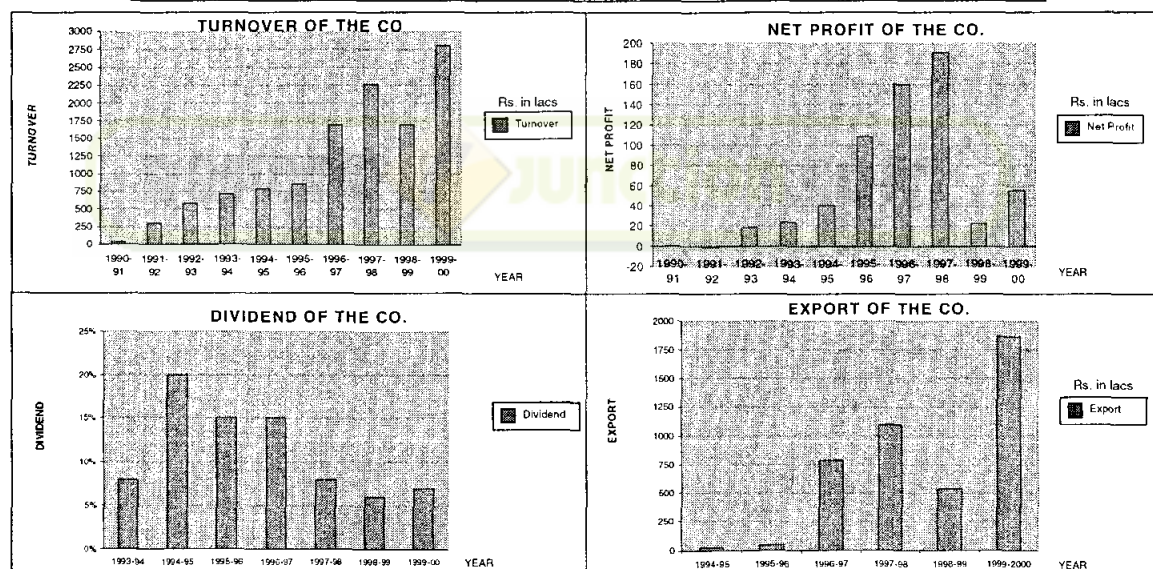 TURNOVER OF THE CO
3000
2750
2500
2250
2000
1750
1500
1250
1000
750
500
250
0
TURNOVER
1990-91 1991-92 1992-93 1993-94 1994-95 1995-96 1996-97 1997-98 1998-99 1999-00
YEAR
Rs. in lacs
Turnover
NET PROFIT OF THE CO.
200
180
160
140
120
100
80
60
40
20
0
-20
NET PROFIT
1990-91 1991-92 1992-93 1993-94 1994-95 1995-96 1996-97 1997-98 1998-99 1999-00
YEAR
Rs. in lacs
Net Profit
Junction
DIVIDEND OF THE CO.
25%
20%
15%
10%
5%
0%
DIVIDEND
1993-94 1994-95 1995-96 1996-97 1997-98 1998-99 1999-00
YEAR
Dividend
EXPORT OF THE CO.
2000
1750
1500
1250
1000
750
500
250
0
EXPORT
1994-95 1995-96 1996-97 1997-98 1998-99 1999-2000
YEAR
Rs. in lacs
Export